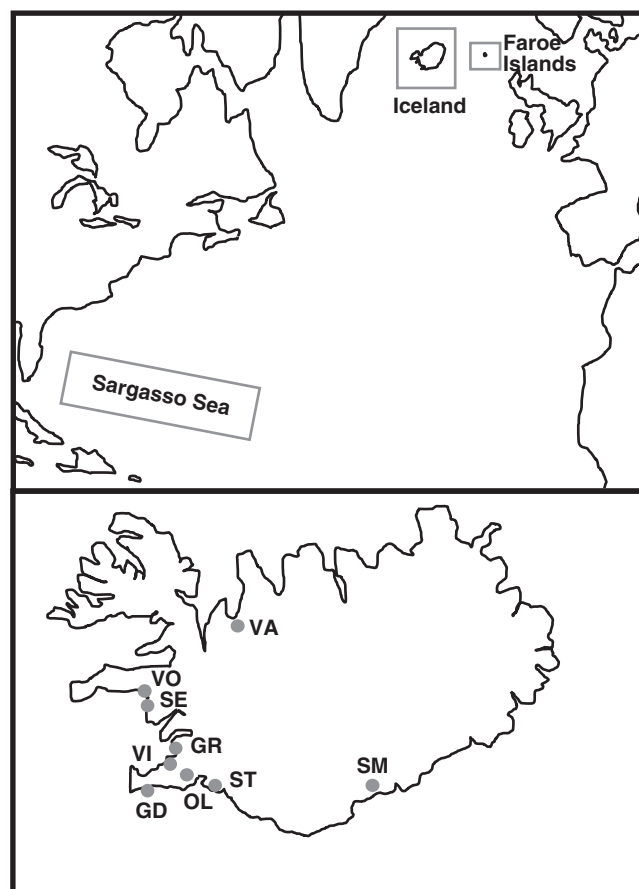 Faroe
Islands
Iceland
Sargasso Sea
VA
VO
SE
GR
VI
ST
SM
OL
GD